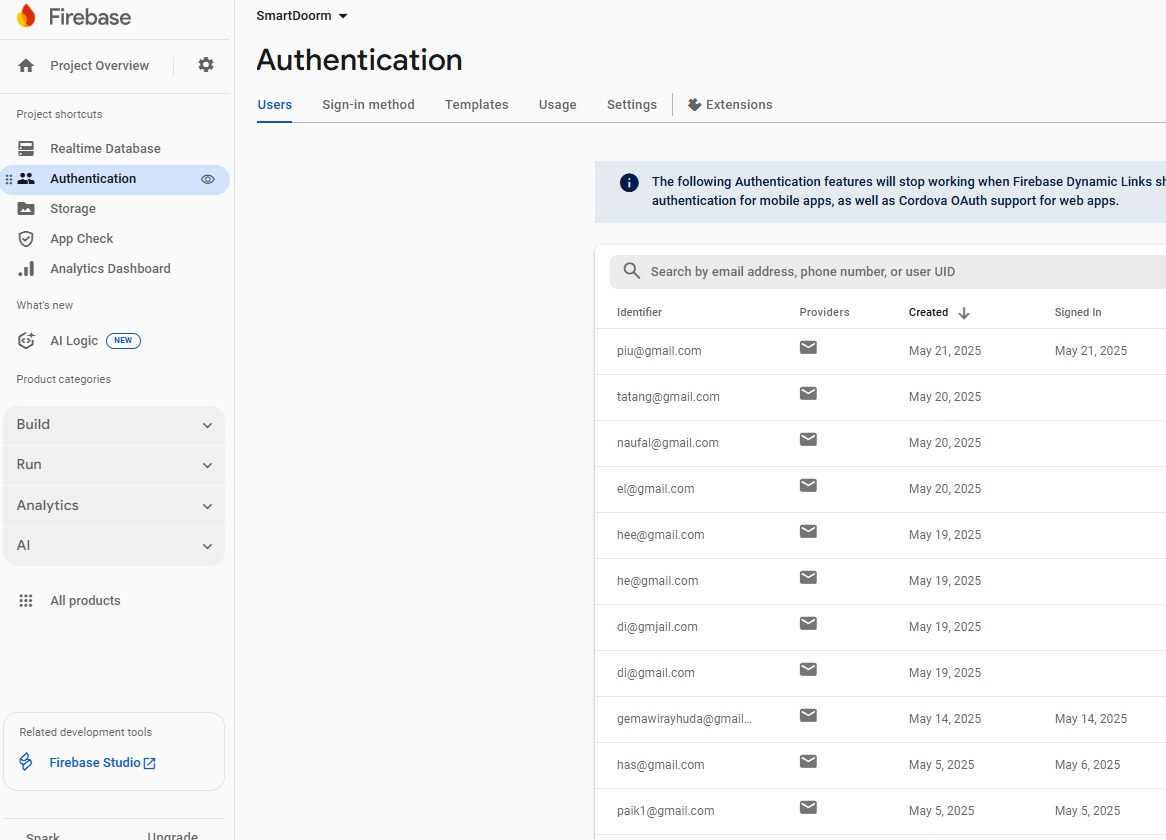 Firebase
SmartDoorm
Project Overview
Authentication
Users Sign-in method Templates Usage Settings Extensions
Project shortcuts
Realtime Database
Authentication
Storage
App Check
Analytics Dashboard
What's new
AI Logic NEW
Product categories
Build
Run
Analytics
AI
All products
Related development tools
Firebase Studio
Spark Upgrade
The following Authentication features will stop working when Firebase Dynamic Links
authentication for mobile apps, as well as Cordova OAuth support for web apps.
Search by email address, phone number, or user UID
Identifier Providers Created Signed In
piu@gmail.com May 21, 2025 May 21, 2025
tatang@gmail.com May 20, 2025
naufal@gmail.com May 20, 2025
el@gmail.com May 20, 2025
hee@gmail.com May 19, 2025
he@gmail.com May 19, 2025
di@gmjail.com May 19, 2025
di@gmail.com May 19, 2025
gemawirayhuda@gmail... May 14, 2025 May 14, 2025
has@gmail.com May 5, 2025 May 6, 2025
paik1@gmail.com May 5, 2025 May 5, 2025